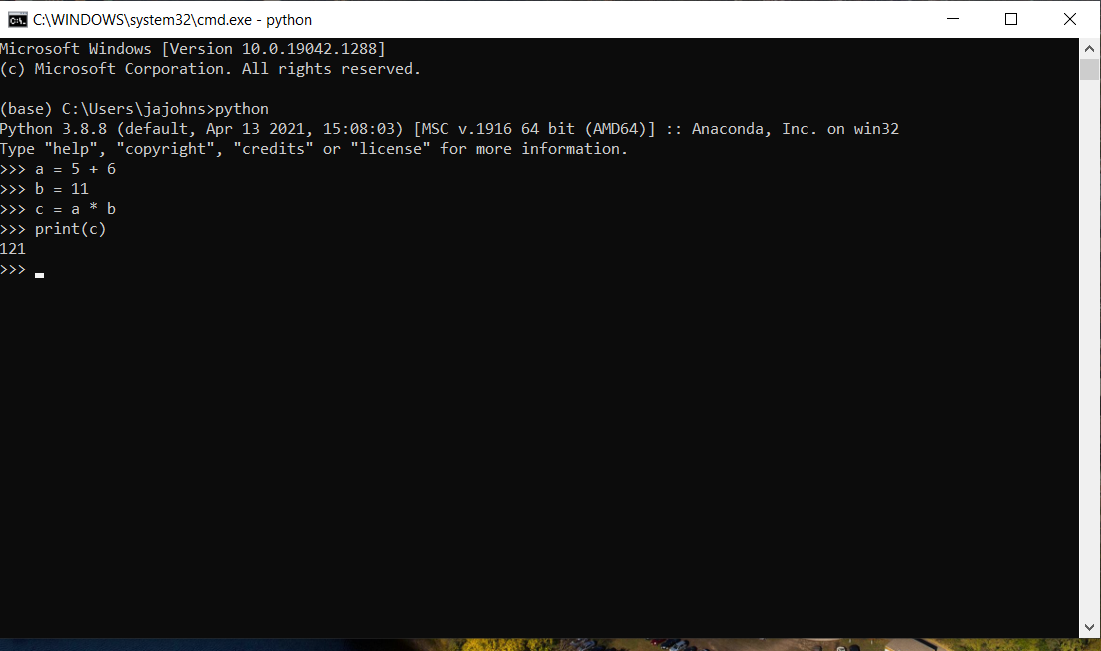 C:\WINDOWS\system32\cmd.exe - python
Microsoft Windows [Version 10.0.19042.1288]
(c) Microsoft Corporation. All rights reserved.
(base) C:\Users\jajohns>python
Python 3.8.8 (default, Apr 13 2021, 15:08:03) [MSC v.1916 64 bit (AMD64)] :: Anaconda, Inc. on win32
Type "help", "copyright", "credits" or "license" for more information.
>>> a = 5 + 6
>>> b = 11
>>> c = a * b
>>> print(c)
121
>>>